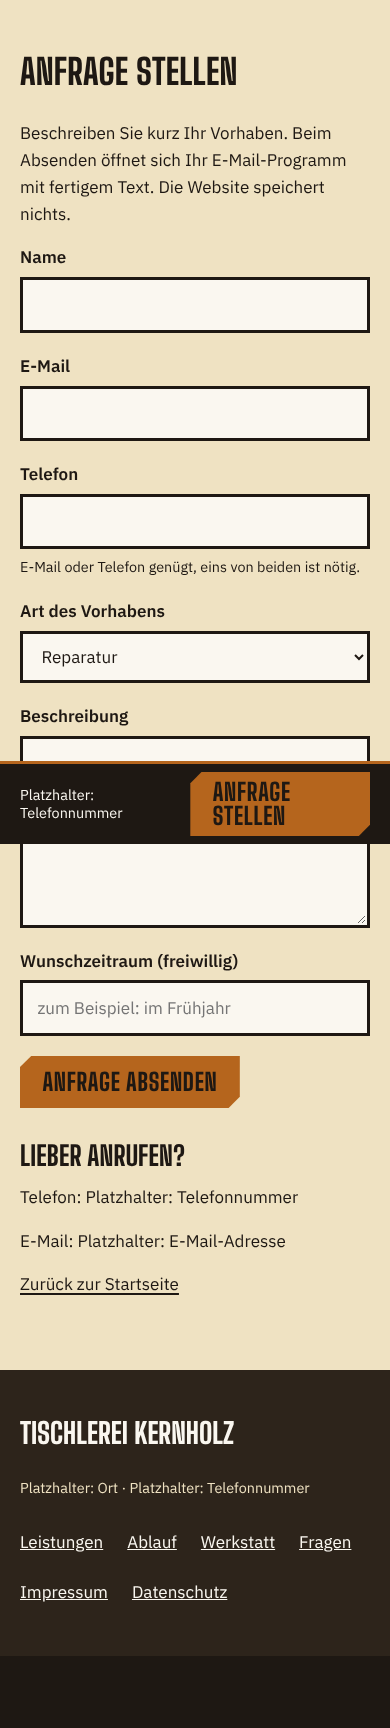 ANFRAGE STELLEN
Beschreiben Sie kurz Ihr Vorhaben. Beim
Absenden öffnet sich Ihr E-Mail-Programm
mit fertigem Text. Die Website speichert
nichts.
Name
E-Mail
Telefon
E-Mail oder Telefon genügt, eins von beiden ist nötig.
Art des Vorhabens
Reparatur
Beschreibung
Platzhalter:
Telefonnummer
ANFRAGE
STELLEN
Wunschzeitraum (freiwillig)
zum Beispiel: im Frühjahr
ANFRAGE ABSENDEN
LIEBER ANRUFEN?
Telefon: Platzhalter: Telefonnummer
E-Mail: Platzhalter: E-Mail-Adresse
Zurück zur Startseite
TISCHLEREI KERNHOLZ
Platzhalter: Ort · Platzhalter: Telefonnummer
Leistungen Ablauf Werkstatt Fragen
Impressum Datenschutz